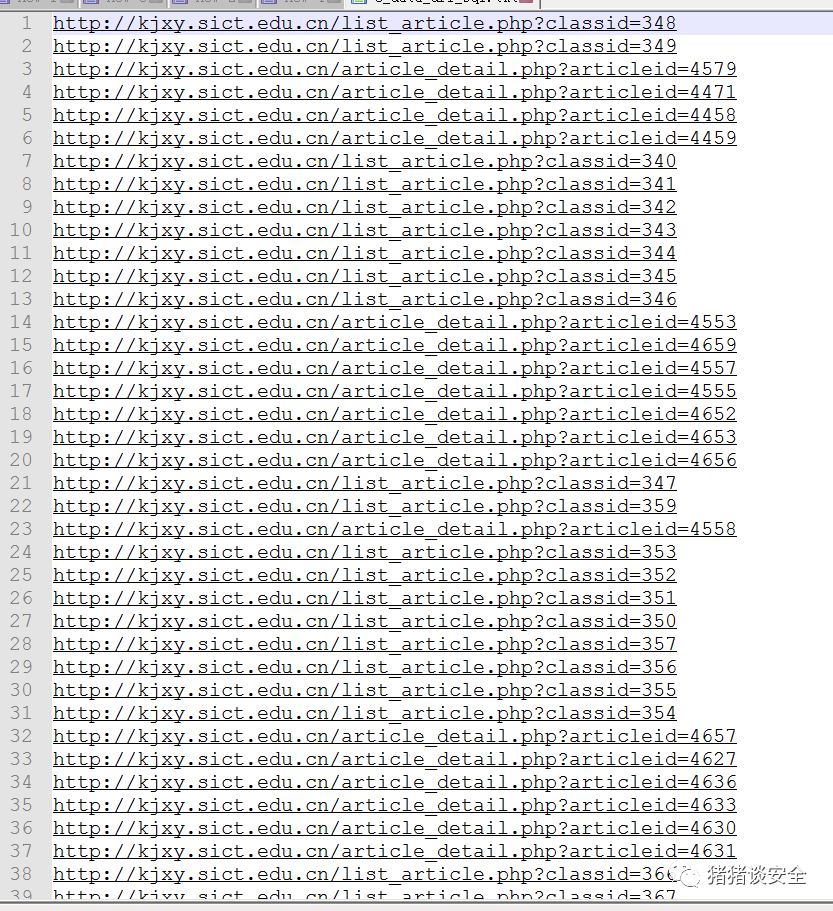 1 http://kjxy.sict.edu.cn/list_article.php?classid=348
2 http://kjxy.sict.edu.cn/list_article.php?classid=349
3 http://kjxy.sict.edu.cn/article_detail.php?articleid=4579
4 http://kjxy.sict.edu.cn/article_detail.php?articleid=4471
5 http://kjxy.sict.edu.cn/article_detail.php?articleid=4458
6 http://kjxy.sict.edu.cn/article_detail.php?articleid=4459
7 http://kjxy.sict.edu.cn/list_article.php?classid=340
8 http://kjxy.sict.edu.cn/list_article.php?classid=341
9 http://kjxy.sict.edu.cn/list_article.php?classid=342
10 http://kjxy.sict.edu.cn/list_article.php?classid=343
11 http://kjxy.sict.edu.cn/list_article.php?classid=344
12 http://kjxy.sict.edu.cn/list_article.php?classid=345
13 http://kjxy.sict.edu.cn/list_article.php?classid=346
14 http://kjxy.sict.edu.cn/article_detail.php?articleid=4553
15 http://kjxy.sict.edu.cn/article_detail.php?articleid=4659
16 http://kjxy.sict.edu.cn/article_detail.php?articleid=4557
17 http://kjxy.sict.edu.cn/article_detail.php?articleid=4555
18 http://kjxy.sict.edu.cn/article_detail.php?articleid=4652
19 http://kjxy.sict.edu.cn/article_detail.php?articleid=4653
20 http://kjxy.sict.edu.cn/article_detail.php?articleid=4656
21 http://kjxy.sict.edu.cn/list_article.php?classid=347
22 http://kjxy.sict.edu.cn/list_article.php?classid=359
23 http://kjxy.sict.edu.cn/article_detail.php?articleid=4558
24 http://kjxy.sict.edu.cn/list_article.php?classid=353
25 http://kjxy.sict.edu.cn/list_article.php?classid=352
26 http://kjxy.sict.edu.cn/list_article.php?classid=351
27 http://kjxy.sict.edu.cn/list_article.php?classid=350
28 http://kjxy.sict.edu.cn/list_article.php?classid=357
29 http://kjxy.sict.edu.cn/list_article.php?classid=356
30 http://kjxy.sict.edu.cn/list_article.php?classid=355
31 http://kjxy.sict.edu.cn/list_article.php?classid=354
32 http://kjxy.sict.edu.cn/article_detail.php?articleid=4657
33 http://kjxy.sict.edu.cn/article_detail.php?articleid=4627
34 http://kjxy.sict.edu.cn/article_detail.php?articleid=4636
35 http://kjxy.sict.edu.cn/article_detail.php?articleid=4633
36 http://kjxy.sict.edu.cn/article_detail.php?articleid=4630
37 http://kjxy.sict.edu.cn/article_detail.php?articleid=4631
38 http://kjxy.sict.edu.cn/list_article.php?classid=36
猪猪谈安全
39 http://kjxy.sict.edu.cn/list_article.php?classid=367